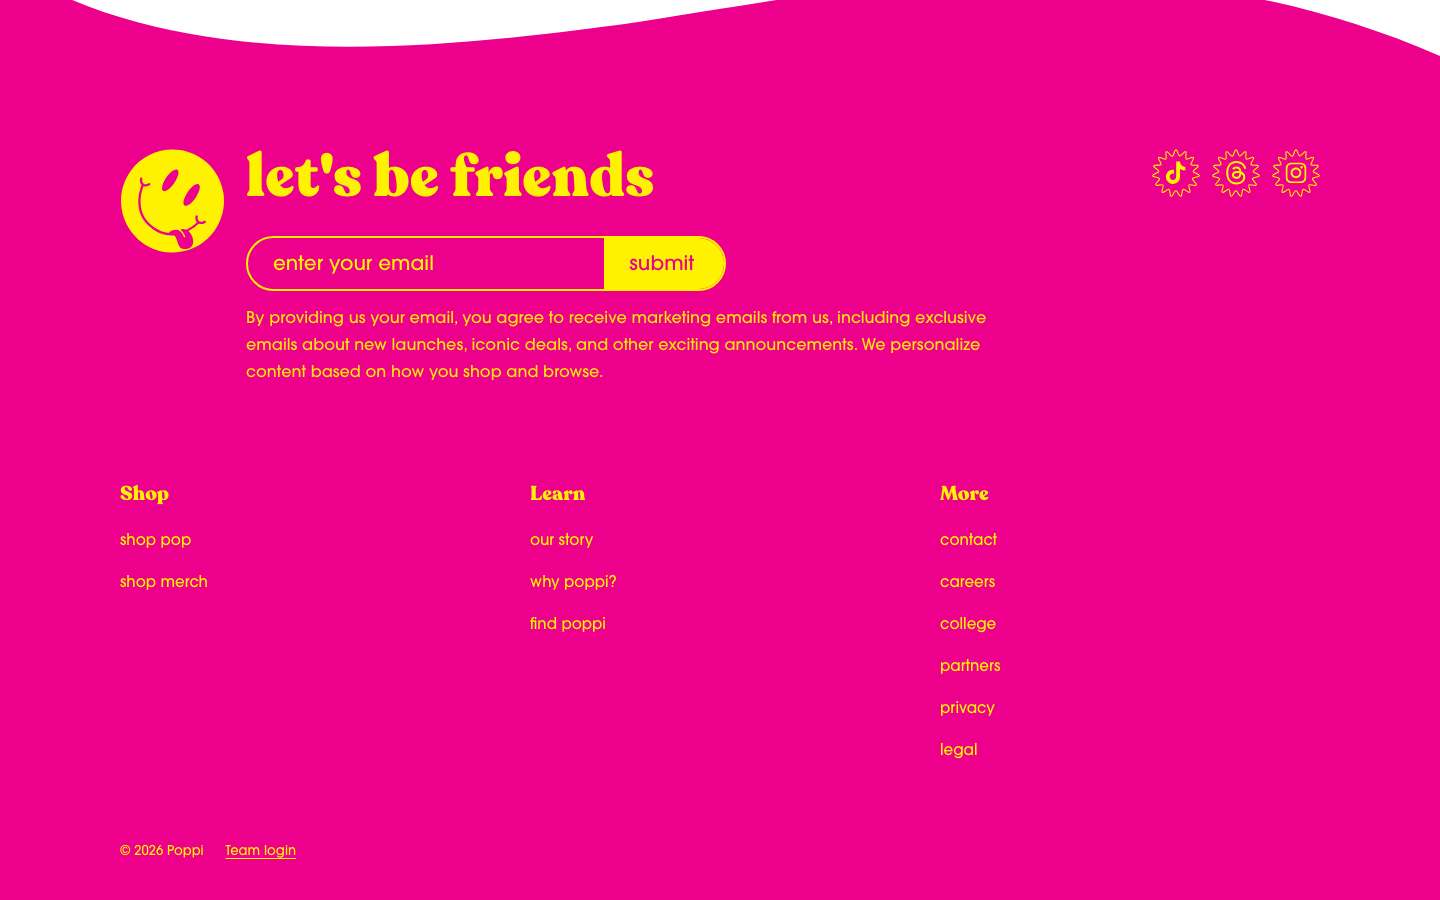 let's be friends
enter your email
submit
By providing us your email, you agree to receive marketing emails from us, including exclusive
emails about new launches, iconic deals, and other exciting announcements. We personalize
content based on how you shop and browse.
Shop
shop pop
shop merch
Learn
our story
why poppi?
find poppi
More
contact
careers
college
partners
privacy
legal
© 2026 Poppi
Team login